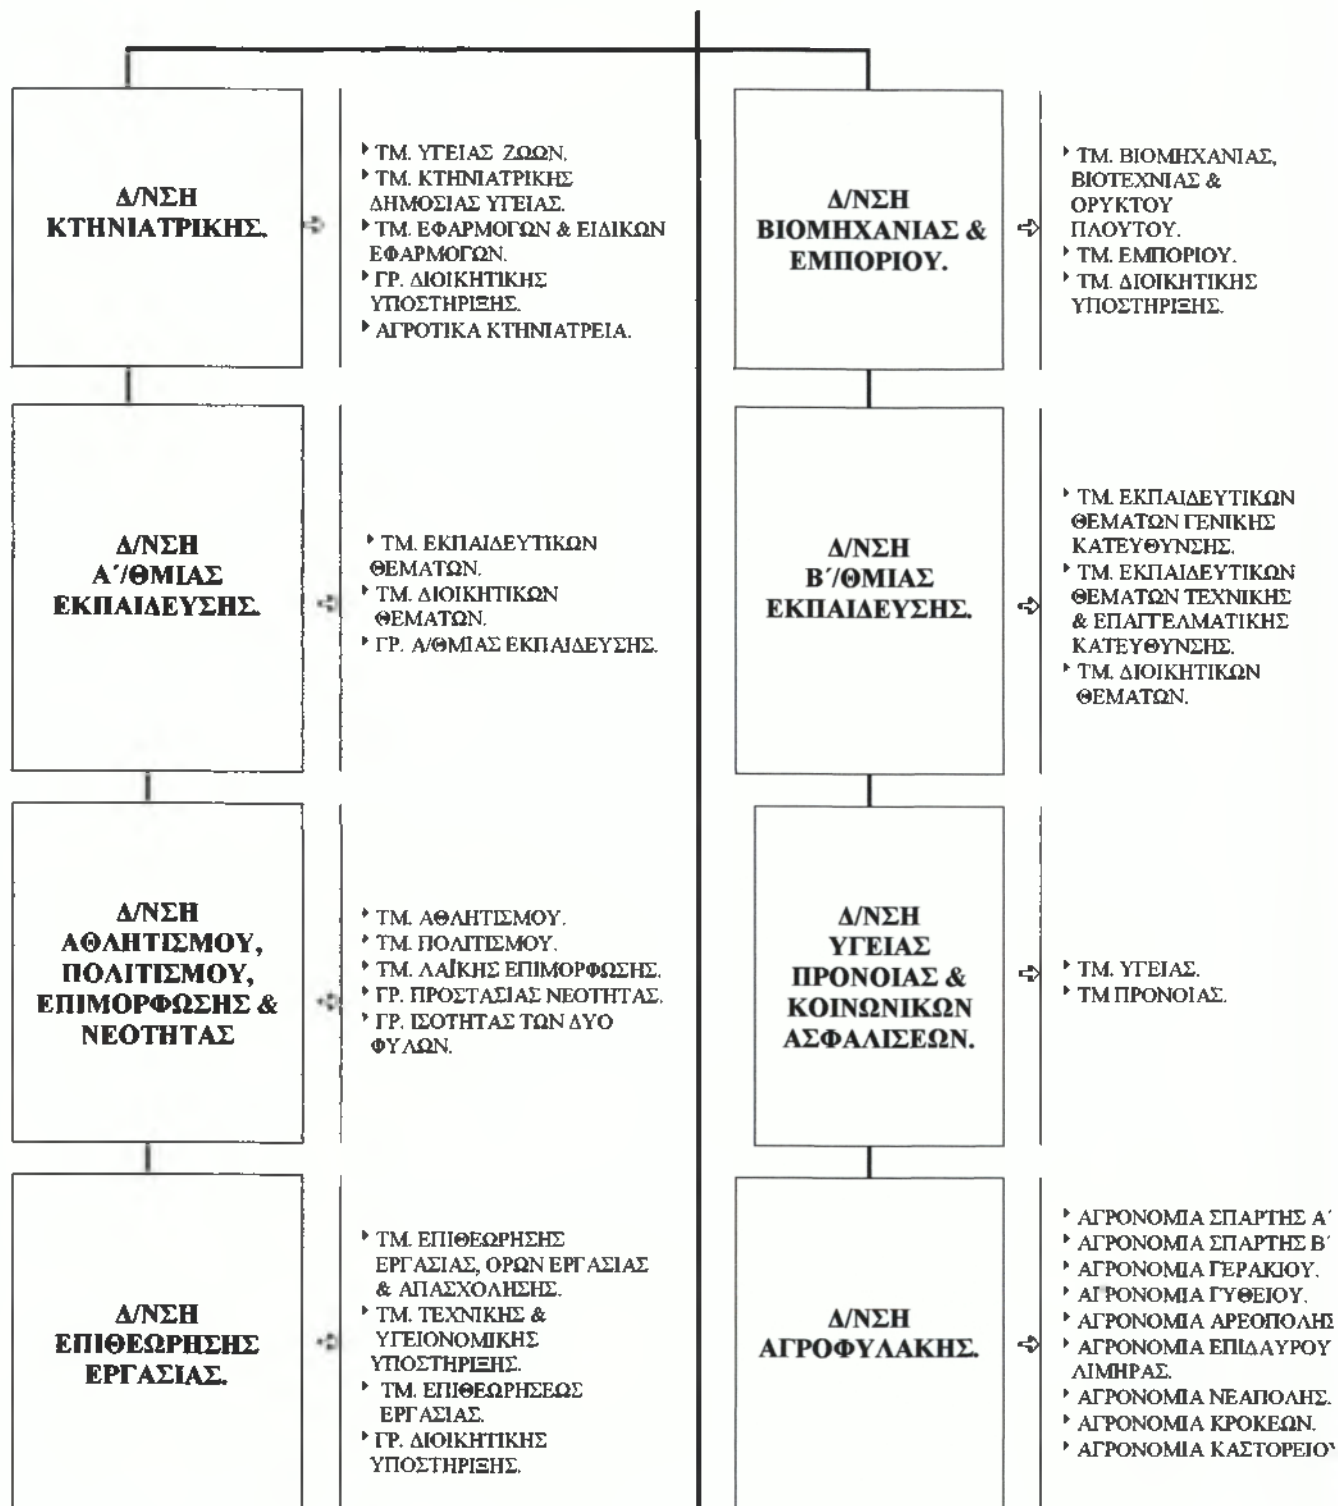 Δ/ΝΣΗ
ΚΤΗΝΙΑΤΡΙΚΗΣ.
ΤΜ. ΥΓΕΙΑΣ ΖΩΩΝ.
ΤΜ. ΚΤΗΝΙΑΤΡΙΚΗΣ
ΔΗΜΟΣΙΑΣ ΥΓΕΙΑΣ.
ΤΜ. ΕΦΑΡΜΟΓΩΝ & ΕΙΔΙΚΩΝ
ΕΦΑΡΜΟΓΩΝ.
ΓΡ. ΔΙΟΙΚΗΤΙΚΗΣ
ΥΠΟΣΤΗΡΙΞΗΣ.
ΑΓΡΟΤΙΚΑ ΚΤΗΝΙΑΤΡΕΙΑ.
Δ/ΝΣΗ
ΒΙΟΜΗΧΑΝΙΑΣ &
ΕΜΠΟΡΙΟΥ.
ΤΜ. ΒΙΟΜΗΧΑΝΙΑΣ,
ΒΙΟΤΕΧΝΙΑΣ &
ΟΡΥΚΤΟΥ
ΠΛΟΥΤΟΥ.
ΤΜ. ΕΜΠΟΡΙΟΥ.
ΤΜ. ΔΙΟΙΚΗΤΙΚΗΣ
ΥΠΟΣΤΗΡΙΞΗΣ.
Δ/ΝΣΗ
Α΄/ΘΜΙΑΣ
ΕΚΠΑΙΔΕΥΣΗΣ.
ΤΜ. ΕΚΠΑΙΔΕΥΤΙΚΩΝ
ΘΕΜΑΤΩΝ.
ΤΜ. ΔΙΟΙΚΗΤΙΚΩΝ
ΘΕΜΑΤΩΝ.
ΓΡ. Α/ΘΜΙΑΣ ΕΚΠΑΙΔΕΥΣΗΣ.
Δ/ΝΣΗ
Β΄/ΘΜΙΑΣ
ΕΚΠΑΙΔΕΥΣΗΣ.
ΤΜ. ΕΚΠΑΙΔΕΥΤΙΚΩΝ
ΘΕΜΑΤΩΝ ΓΕΝΙΚΗΣ
ΚΑΤΕΥΘΥΝΣΗΣ.
ΤΜ. ΕΚΠΑΙΔΕΥΤΙΚΩΝ
ΘΕΜΑΤΩΝ ΤΕΧΝΙΚΗΣ
& ΕΠΑΓΓΕΛΜΑΤΙΚΗΣ
ΚΑΤΕΥΘΥΝΣΗΣ.
ΤΜ. ΔΙΟΙΚΗΤΙΚΩΝ
ΘΕΜΑΤΩΝ.
Δ/ΝΣΗ
ΑΘΛΗΤΙΣΜΟΥ,
ΠΟΛΙΤΙΣΜΟΥ,
ΕΠΙΜΟΡΦΩΣΗΣ &
ΝΕΟΤΗΤΑΣ
ΤΜ. ΑΘΛΗΤΙΣΜΟΥ.
ΤΜ. ΠΟΛΙΤΙΣΜΟΥ.
ΤΜ. ΛΑΪΚΗΣ ΕΠΙΜΟΡΦΩΣΗΣ.
ΓΡ. ΠΡΟΣΤΑΣΙΑΣ ΝΕΟΤΗΤΑΣ.
ΓΡ. ΙΣΟΤΗΤΑΣ ΤΩΝ ΔΥΟ
ΦΥΛΩΝ.
Δ/ΝΣΗ
ΥΓΕΙΑΣ
ΠΡΟΝΟΙΑΣ &
ΚΟΙΝΩΝΙΚΩΝ
ΑΣΦΑΛΙΣΕΩΝ.
ΤΜ. ΥΓΕΙΑΣ.
ΤΜ ΠΡΟΝΟΙΑΣ.
Δ/ΝΣΗ
ΕΠΙΘΕΩΡΗΣΗΣ
ΕΡΓΑΣΙΑΣ.
ΤΜ. ΕΠΙΘΕΩΡΗΣΗΣ
ΕΡΓΑΣΙΑΣ, ΟΡΩΝ ΕΡΓΑΣΙΑΣ
& ΑΠΑΣΧΟΛΗΣΗΣ.
ΤΜ. ΤΕΧΝΙΚΗΣ &
ΥΓΕΙΟΝΟΜΙΚΗΣ
ΥΠΟΣΤΗΡΙΞΗΣ.
ΤΜ. ΕΠΙΘΕΩΡΗΣΕΩΣ
ΕΡΓΑΣΙΑΣ.
ΓΡ. ΔΙΟΙΚΗΤΙΚΗΣ
ΥΠΟΣΤΗΡΙΞΗΣ.
Δ/ΝΣΗ
ΑΓΡΟΦΥΛΑΚΗΣ.
ΑΓΡΟΝΟΜΙΑ ΣΠΑΡΤΗΣ Α΄
ΑΓΡΟΝΟΜΙΑ ΣΠΑΡΤΗΣ Β΄
ΑΓΡΟΝΟΜΙΑ ΓΕΡΑΚΙΟΥ.
ΑΓΡΟΝΟΜΙΑ ΓΥΘΕΙΟΥ.
ΑΓΡΟΝΟΜΙΑ ΑΡΕΟΠΟΛΗΣ
ΑΓΡΟΝΟΜΙΑ ΕΠΙΔΑΥΡΟΥ
ΛΙΜΗΡΑΣ.
ΑΓΡΟΝΟΜΙΑ ΝΕΑΠΟΛΗΣ.
ΑΓΡΟΝΟΜΙΑ ΚΡΟΚΕΩΝ.
ΑΓΡΟΝΟΜΙΑ ΚΑΣΤΟΡΕΙΟΥ